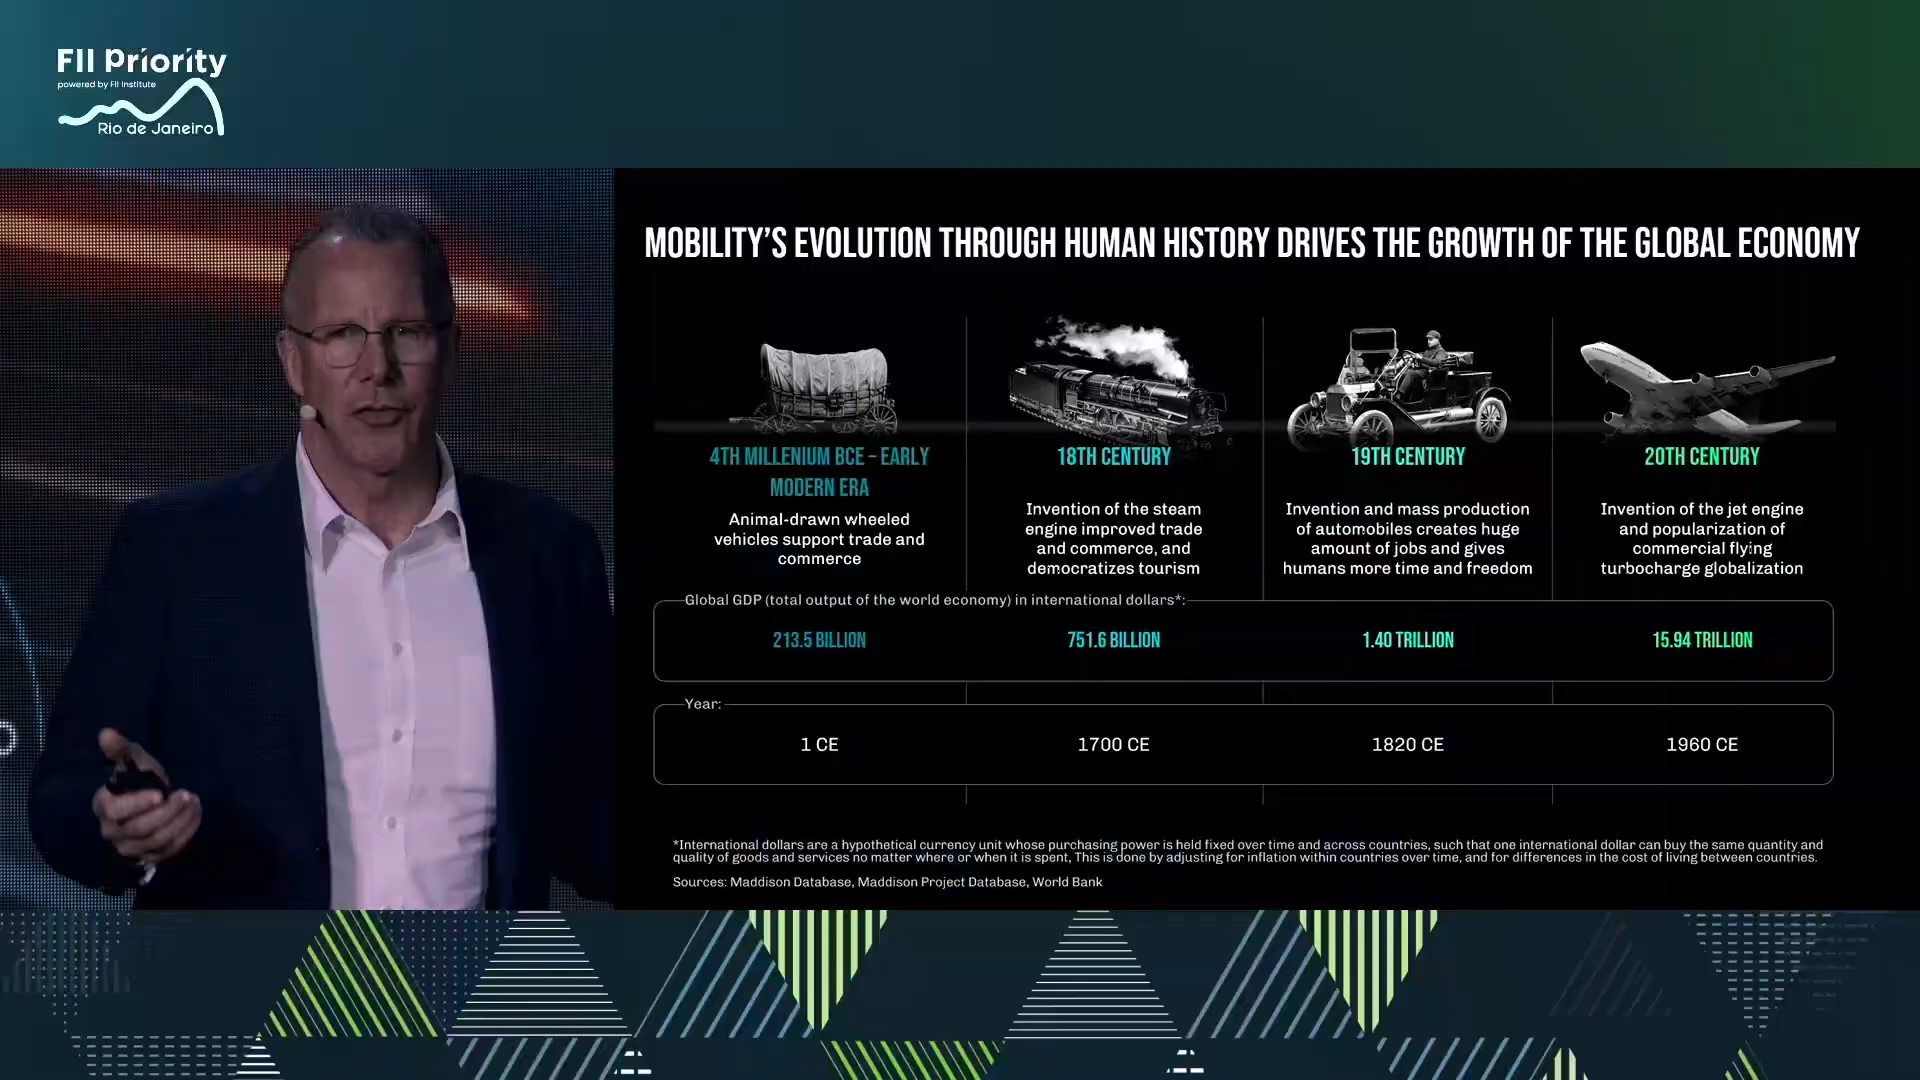 FII Priority
powered by FII Institute
Rio de Janeiro
MOBILITY'S EVOLUTION THROUGH HUMAN HISTORY DRIVES THE GROWTH OF THE GLOBAL ECONOMY
4TH MILLENIUM BCE – EARLY
MODERN ERA
Animal-drawn wheeled
vehicles support trade and
commerce
18TH CENTURY
Invention of the steam
engine improved trade
and commerce, and
democratizes tourism
19TH CENTURY
Invention and mass production
of automobiles creates huge
amount of jobs and gives
humans more time and freedom
20TH CENTURY
Invention of the jet engine
and popularization of
commercial flying
turbocharge globalization
Global GDP (total output of the world economy) in international dollars*:
213.5 BILLION
751.6 BILLION
1.40 TRILLION
15.94 TRILLION
Year:
1 CE
1700 CE
1820 CE
1960 CE
*International dollars are a hypothetical currency unit whose purchasing power is held fixed over time and across countries, such that one international dollar can buy the same quantity and
quality of goods and services no matter where or when it is spent, This is done by adjusting for inflation within countries over time, and for differences in the cost of living between countries.
Sources: Maddison Database, Maddison Project Database, World Bank